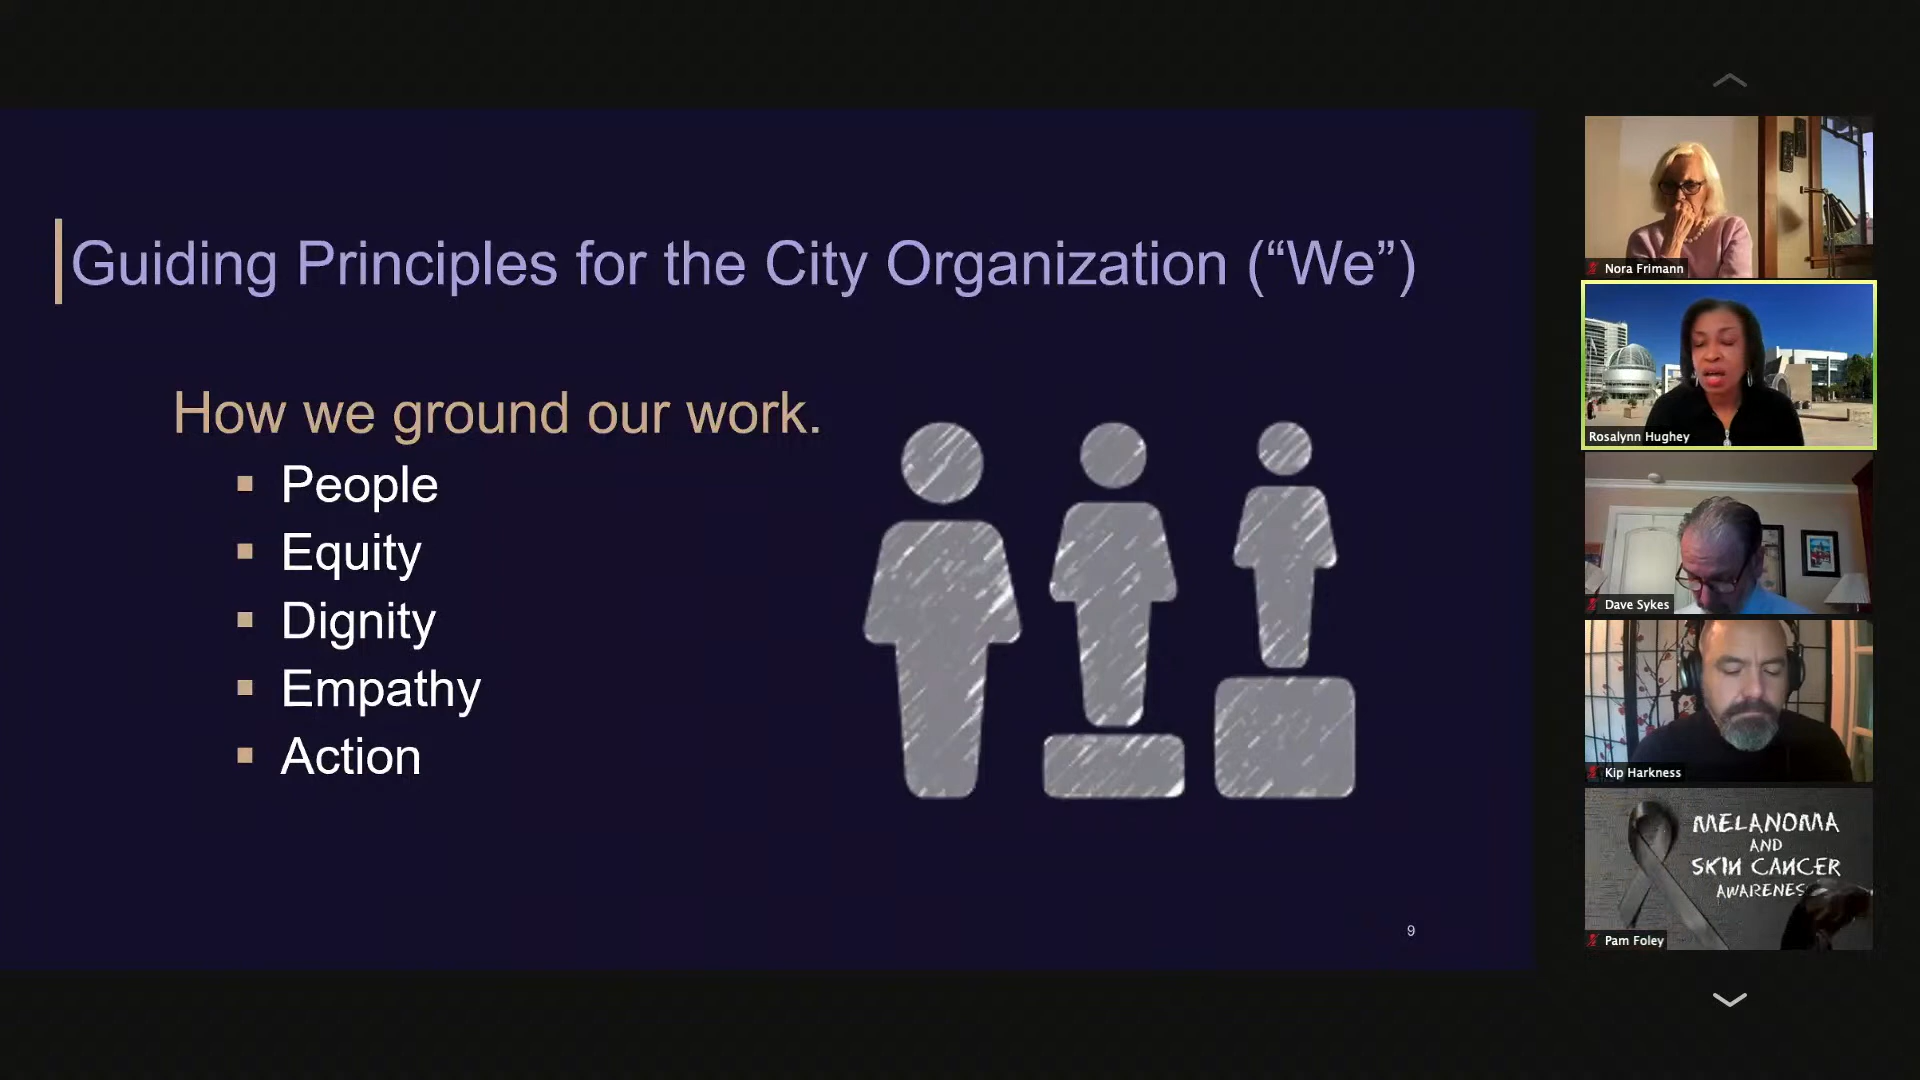 Guiding Principles for the City Organization (“We”)
How we ground our work.
▪ People
▪ Equity
▪ Dignity
▪ Empathy
▪ Action
9
Nora Frimann
Rosalynn Hughey
Dave Sykes
Kip Harkness
MELANOMA
AND
SKIN CANCER
AWARENES
Pam Foley